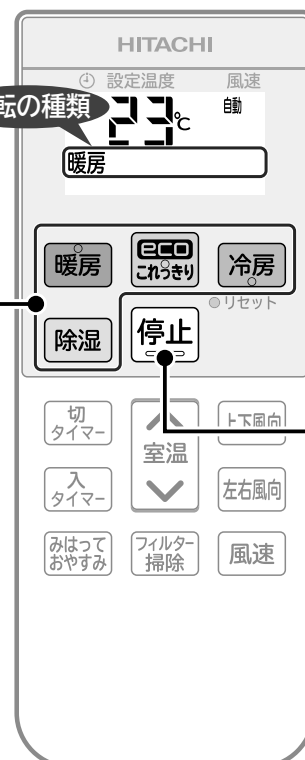 HITACHI
設定温度 風速
転の種類
23℃ 自動
暖房
暖房
eco
これっきり
冷房
リセット
除湿
停止
切
タイマー
室温
上下風向
入
タイマー
左右風向
みはって
おやすみ
フィルター
掃除
風速